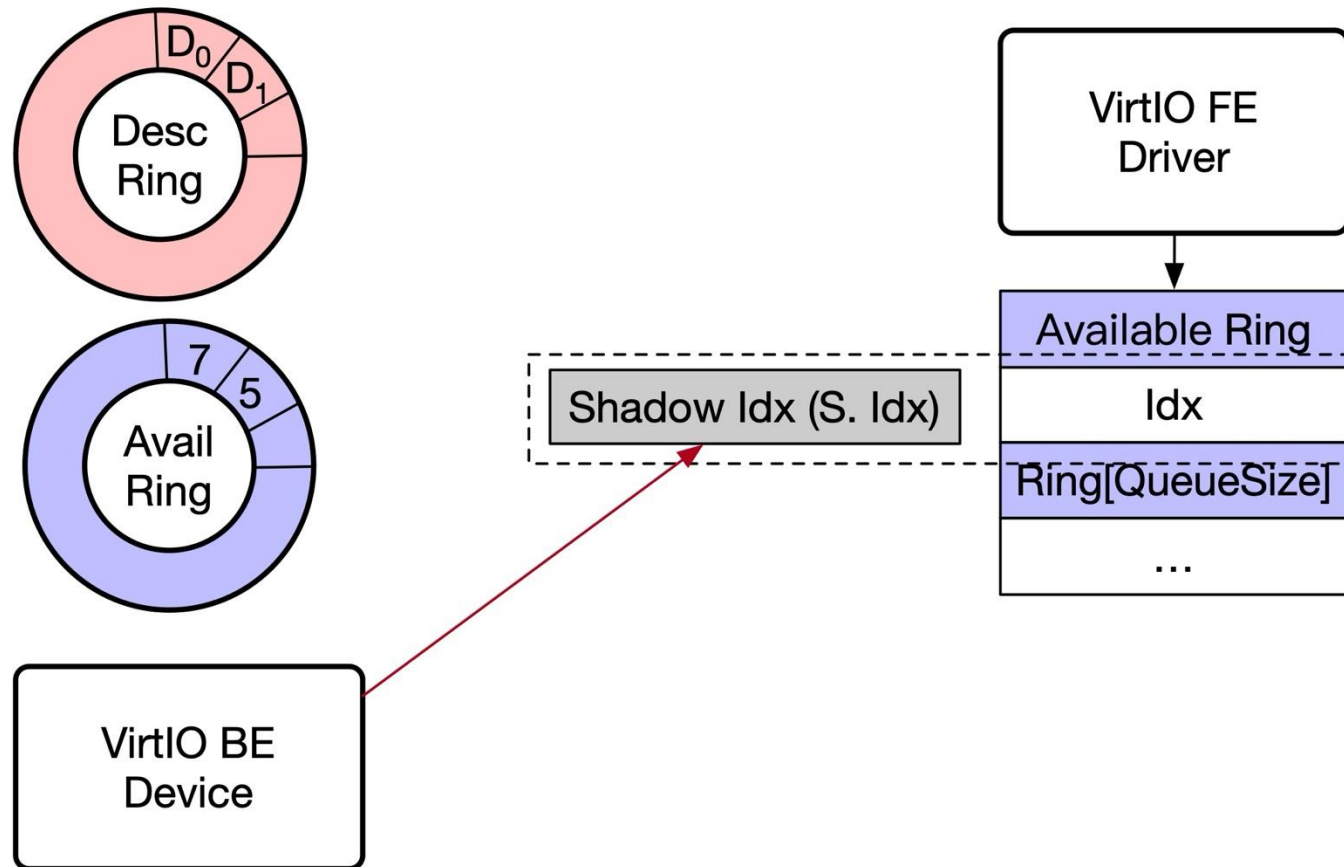 D₀
D₁
Desc
Ring
7
5
Avail
Ring
VirtIO BE
Device
Shadow Idx (S. Idx)
VirtIO FE
Driver
Available Ring
Idx
Ring[QueueSize]
...